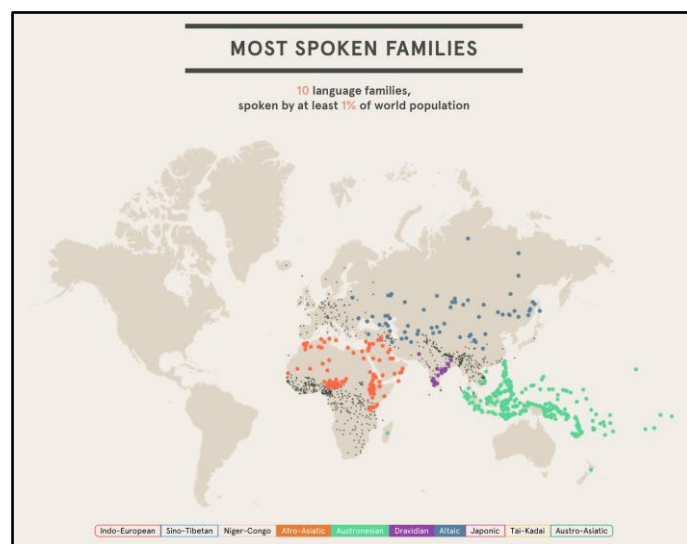 MOST SPOKEN FAMILIES
10 language families,
spoken by at least 1% of world population
Indo-European Sino-Tibetan Niger-Congo Afro-Asiatic Austronesian Dravidian Altaic Japonic Tai-Kadai Austro-Asiatic